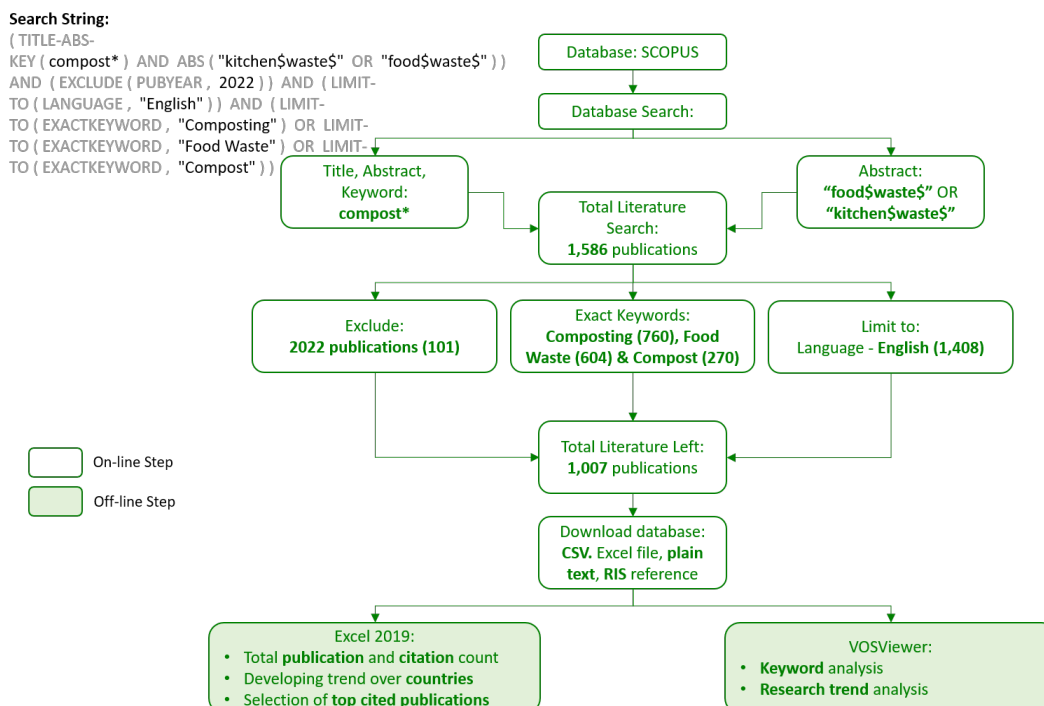 Search String:
( TITLE-ABS-
KEY ( compost* ) AND ABS ( "kitchen$waste$" OR "food$waste$" ) )
AND ( EXCLUDE ( PUBYEAR , 2022 ) ) AND ( LIMIT-
TO ( LANGUAGE , "English" ) ) AND ( LIMIT-
TO ( EXACTKEYWORD , "Composting" ) OR LIMIT-
TO ( EXACTKEYWORD , "Food Waste" ) OR LIMIT-
TO ( EXACTKEYWORD , "Compost" ) )
Database: SCOPUS
Database Search:
Title, Abstract,
Keyword:
compost*
Abstract:
“food$waste$” OR
“kitchen$waste$”
Total Literature
Search:
1,586 publications
Exclude:
2022 publications (101)
Exact Keywords:
Composting (760), Food
Waste (604) & Compost (270)
Limit to:
Language - English (1,408)
Total Literature Left:
1,007 publications
On-line Step
Off-line Step
Download database:
CSV. Excel file, plain
text, RIS reference
Excel 2019:
• Total publication and citation count
• Developing trend over countries
• Selection of top cited publications
VOSViewer:
• Keyword analysis
• Research trend analysis